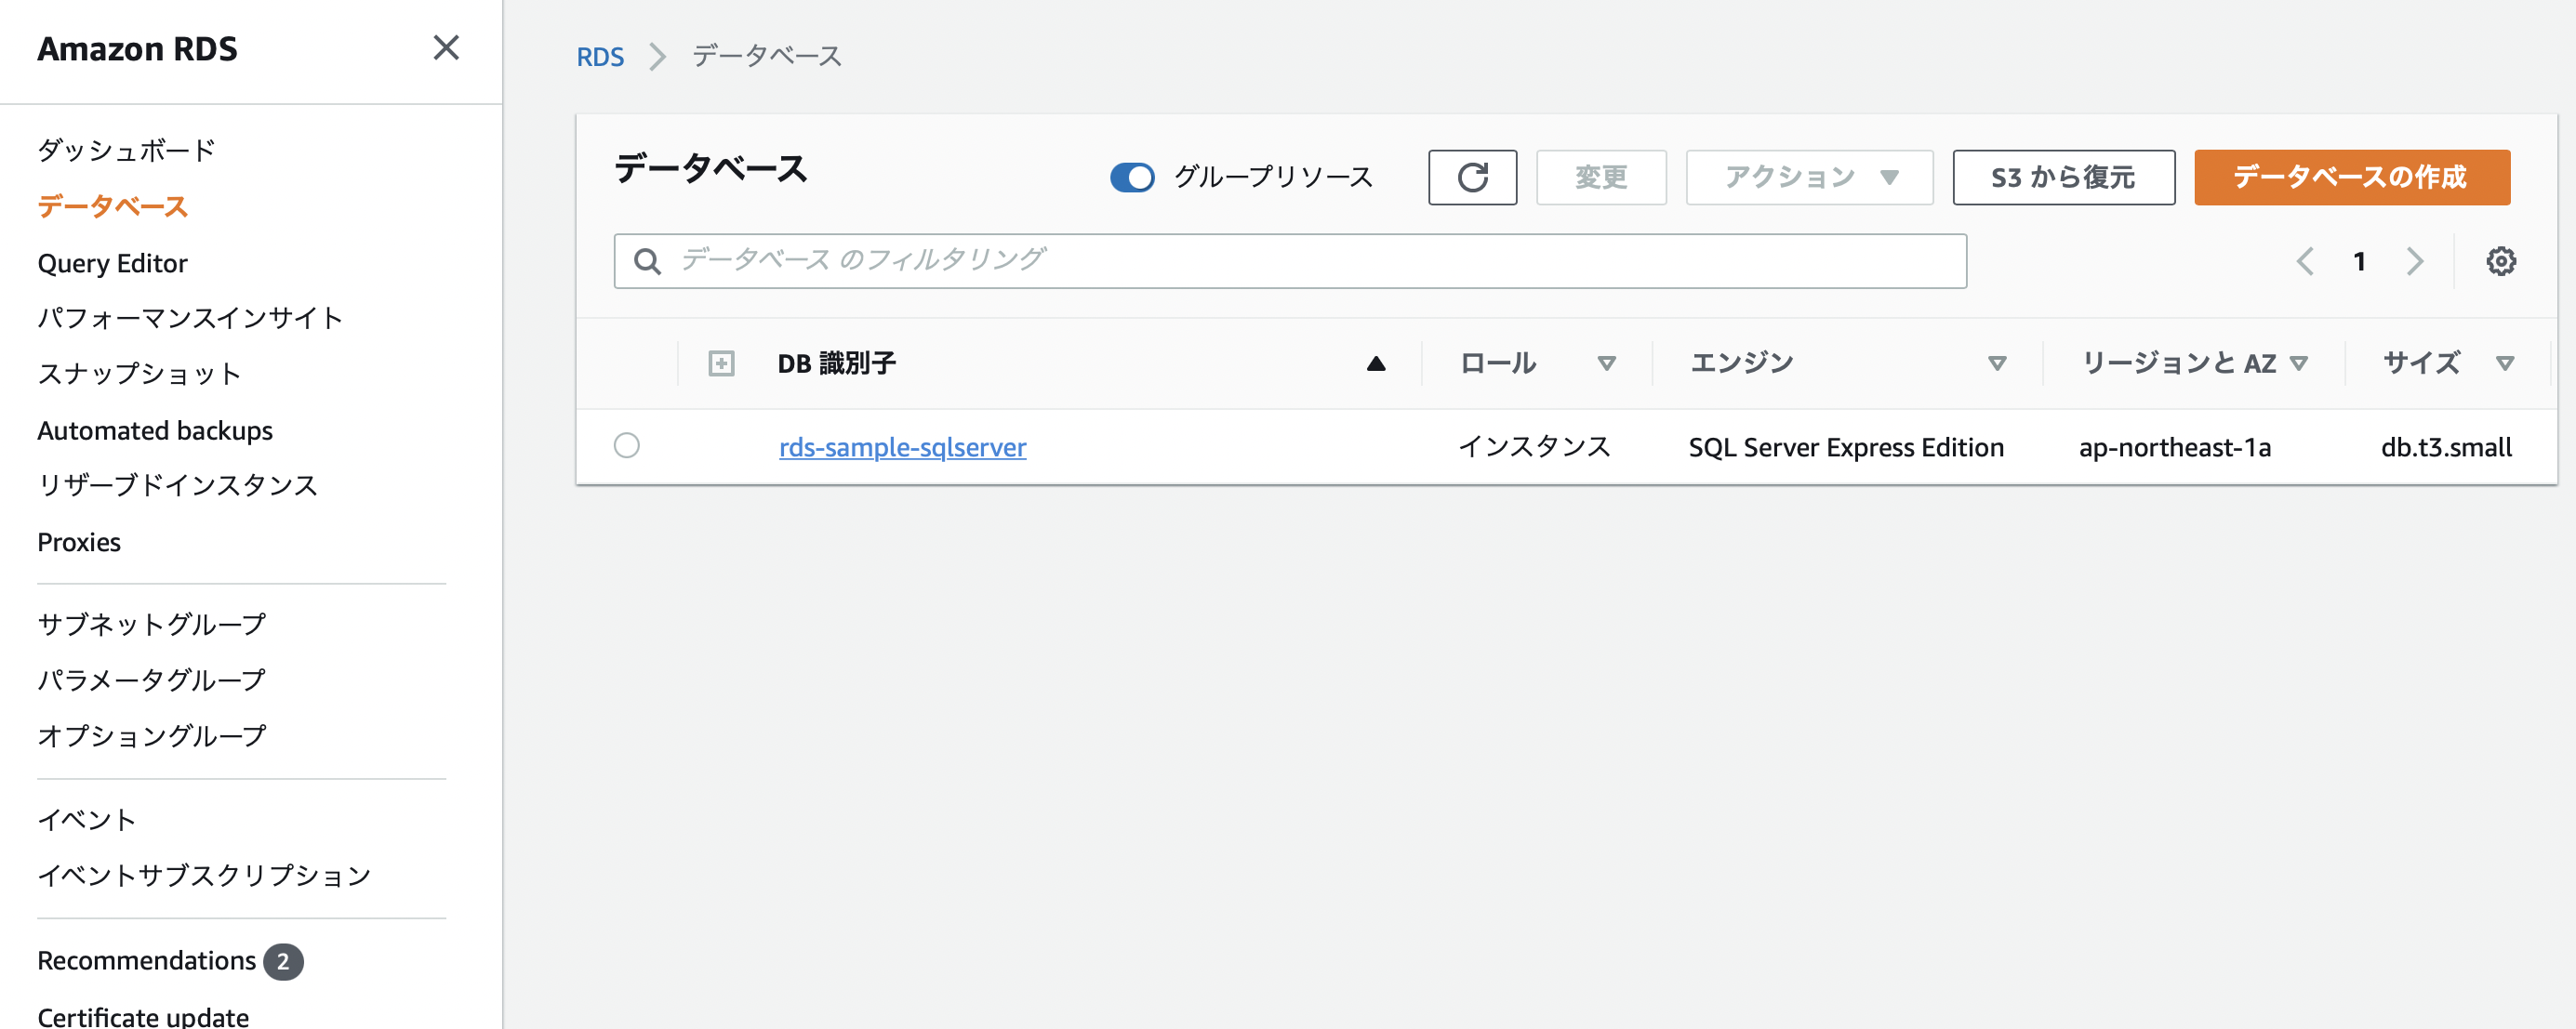 Amazon RDS
ダッシュボード
データベース
Query Editor
パフォーマンスインサイト
スナップショット
Automated backups
リザーブドインスタンス
Proxies
サブネットグループ
パラメータグループ
オプショングループ
イベント
イベントサブスクリプション
Recommendations 2
Certificate update
RDS データベース
データベース グループリソース 変更 アクション S3 から復元 データベースの作成
データベース のフィルタリング 1
DB 識別子 ロール エンジン リージョンと AZ サイズ
rds-sample-sqlserver インスタンス SQL Server Express Edition ap-northeast-1a db.t3.small